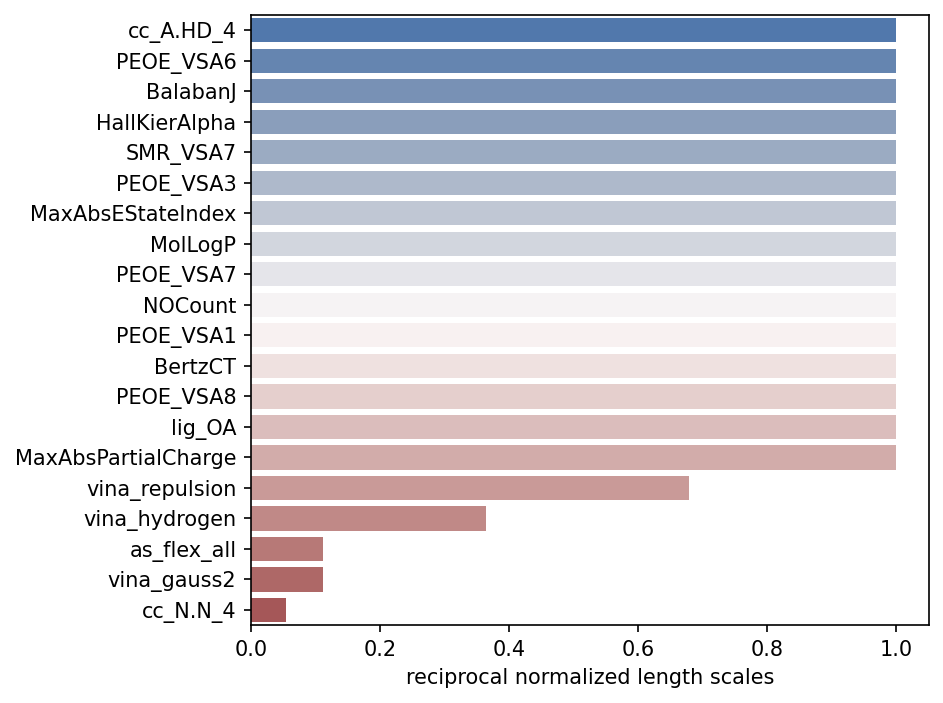 cc_A.HD_4
PEOE_VSA6
BalabanJ
HallKierAlpha
SMR_VSA7
PEOE_VSA3
MaxAbsEStateIndex
MolLogP
PEOE_VSA7
NOCount
PEOE_VSA1
BertzCT
PEOE_VSA8
lig_OA
MaxAbsPartialCharge
vina_repulsion
vina_hydrogen
as_flex_all
vina_gauss2
cc_N.N_4
0.0 0.2 0.4 0.6 0.8 1.0
reciprocal normalized length scales